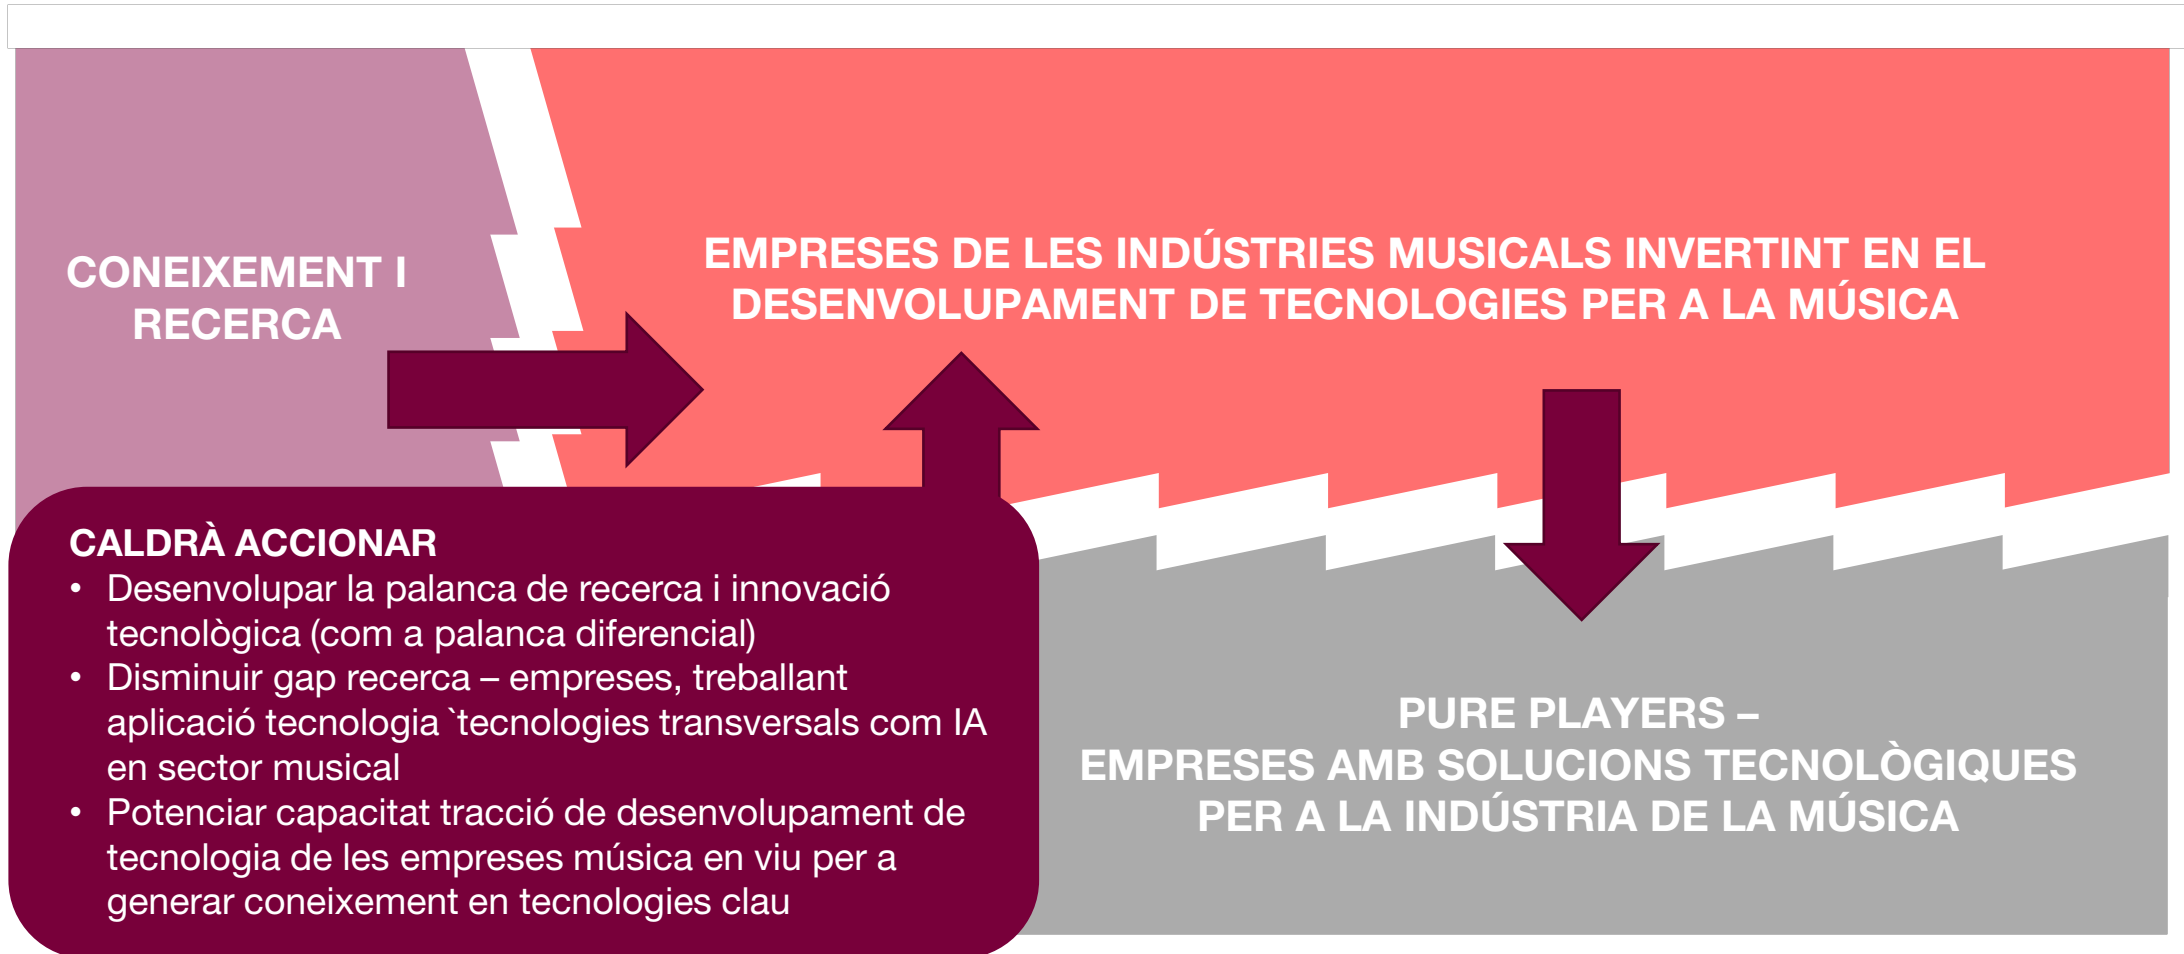 CONEIXEMENT I
RECERCA
EMPRESES DE LES INDÚSTRIES MUSICALS INVERTINT EN EL
DESENVOLUPAMENT DE TECNOLOGIES PER A LA MÚSICA
CALDRÀ ACCIONAR
• Desenvolupar la palanca de recerca i innovació
tecnològica (com a palanca diferencial)
• Disminuir gap recerca – empreses, treballant
aplicació tecnologia `tecnologies transversals com IA
en sector musical
• Potenciar capacitat tracció de desenvolupament de
tecnologia de les empreses música en viu per a
generar coneixement en tecnologies clau
PURE PLAYERS –
EMPRESES AMB SOLUCIONS TECNOLÒGIQUES
PER A LA INDÚSTRIA DE LA MÚSICA